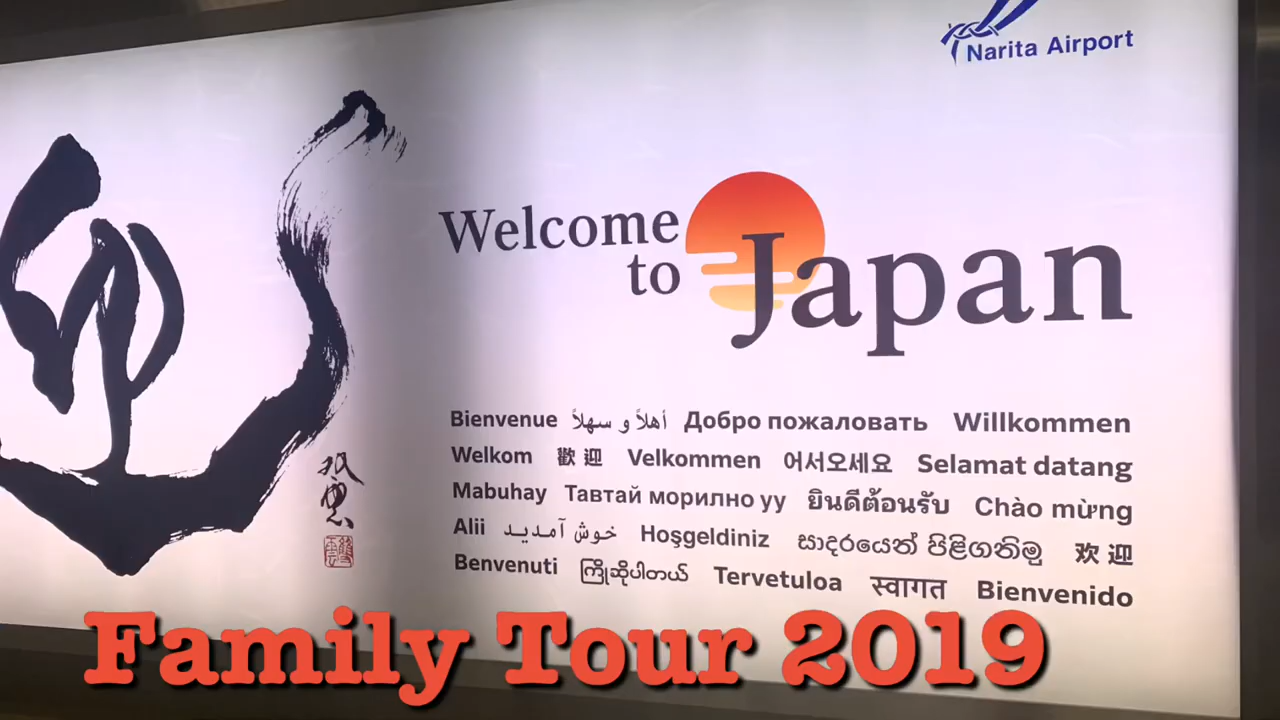 Narita Airport
迎
Welcome
to
Japan
Bienvenue أهلاً و سهلاً Добро пожаловать Willkommen
Welkom 歡迎 Velkommen 어서오세요 Selamat datang
Mabuhay Тавтай морилно уу ยินดีต้อนรับ Chào mừng
Alii خوش آمدید Hoşgeldiniz සාදරයෙන් පිළිගනිමු 欢迎
Benvenuti ကြိုဆိုပါတယ် Tervetuloa स्वागत Bienvenido
Family Tour 2019